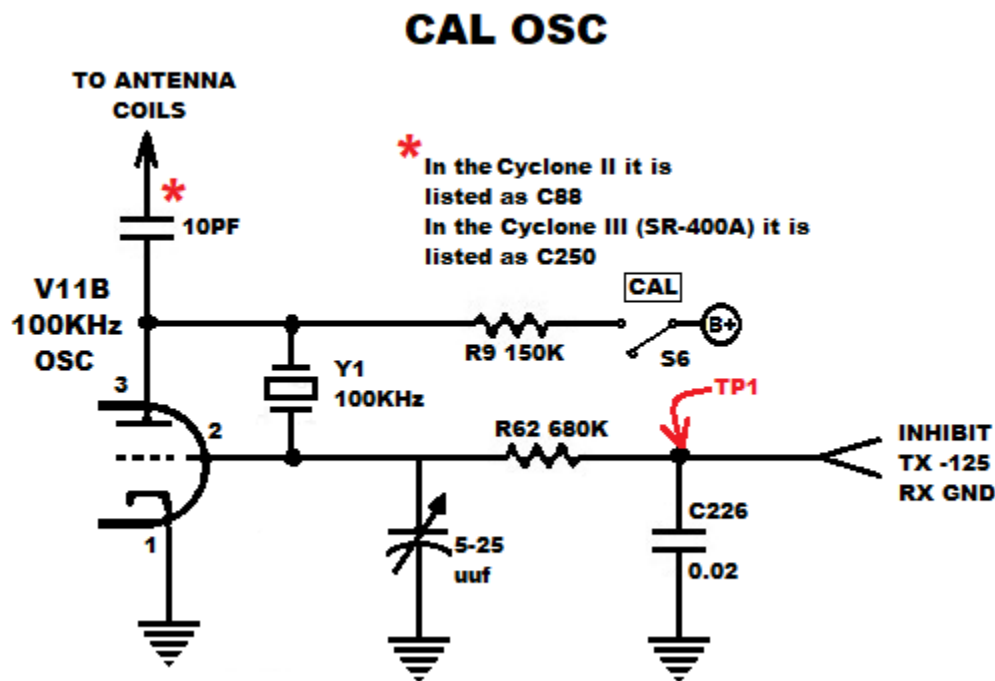 CAL OSC
TO ANTENNA
COILS
*
10PF
* In the Cyclone II it is
listed as C88
In the Cyclone III (SR-400A) it is
listed as C250
V11B
100KHz
OSC
CAL
B+
R9 150K
S6
Y1
100KHz
3
2
1
TP1
R62 680K
INHIBIT
TX -125
RX GND
C226
0.02
5-25
uuf